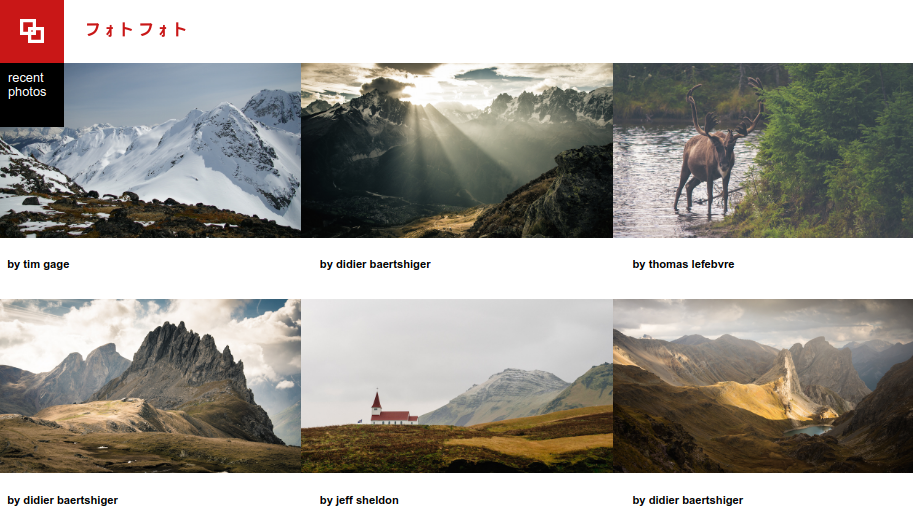 フォトフォト
recent
photos
by tim gage
by didier baertshiger
by thomas lefebvre
by didier baertshiger
by jeff sheldon
by didier baertshiger